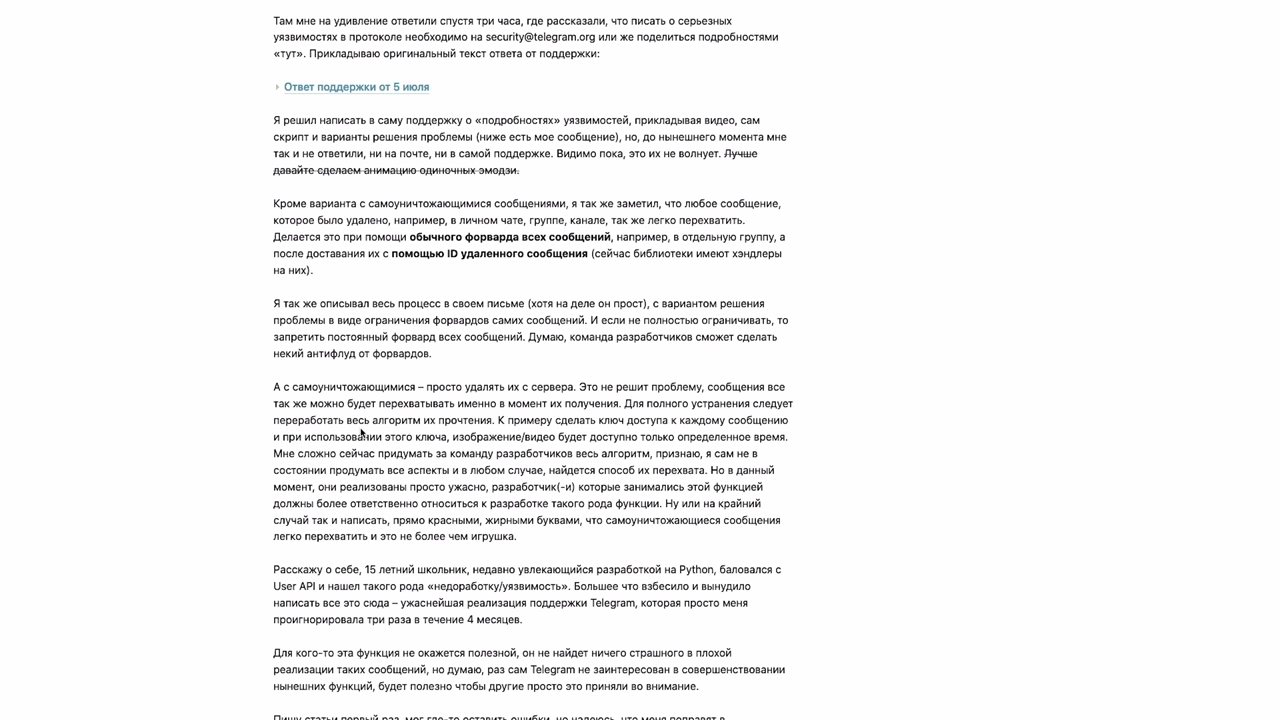 Там мне на удивление ответили спустя три часа, где рассказали, что писать о серьезных
уязвимостях в протоколе необходимо на security@telegram.org или же поделиться подробностями
«тут». Прикладываю оригинальный текст ответа от поддержки:
Ответ поддержки от 5 июля
Я решил написать в саму поддержку о «подробностях» уязвимостей, прикладывая видео, сам
скрипт и варианты решения проблемы (ниже есть мое сообщение), но, до нынешнего момента мне
так и не ответили, ни на почте, ни в самой поддержке. Видимо пока, это их не волнует. Лучше
давайте сделаем анимацию одиночных эмодзи.
Кроме варианта с самоуничтожающимися сообщениями, я так же заметил, что любое сообщение,
которое было удалено, например, в личном чате, группе, канале, так же легко перехватить.
Делается это при помощи обычного форварда всех сообщений, например, в отдельную группу, а
после доставания их с помощью ID удаленного сообщения (сейчас библиотеки имеют хэндлеры
на них).
Я так же описывал весь процесс в своем письме (хотя на деле он прост), с вариантом решения
проблемы в виде ограничения форвардов самих сообщений. И если не полностью ограничивать, то
запретить постоянный форвард всех сообщений. Думаю, команда разработчиков сможет сделать
некий антифлуд от форвардов.
А с самоуничтожающимися – просто удалять их с сервера. Это не решит проблему, сообщения все
так же можно будет перехватывать именно в момент их получения. Для полного устранения следует
переработать весь алгоритм их прочтения. К примеру сделать ключ доступа к каждому сообщению
и при использовании этого ключа, изображение/видео будет доступно только определенное время.
Мне сложно сейчас придумать за команду разработчиков весь алгоритм, признаю, я сам не в
состоянии продумать все аспекты и в любом случае, найдется способ их перехвата. Но в данный
момент, они реализованы просто ужасно, разработчик(-и) которые занимались этой функцией
должны более ответственно относиться к разработке такого рода функции. Ну или на крайний
случай так и написать, прямо красными, жирными буквами, что самоуничтожающиеся сообщения
легко перехватить и это не более чем игрушка.
Расскажу о себе, 15 летний школьник, недавно увлекающийся разработкой на Python, баловался с
User API и нашел такого рода «недоработку/уязвимость». Большее что взбесило и вынудило
написать все это сюда – ужаснейшая реализация поддержки Telegram, которая просто меня
проигнорировала три раза в течение 4 месяцев.
Для кого-то эта функция не окажется полезной, он не найдет ничего страшного в плохой
реализации таких сообщений, но думаю, раз сам Telegram не заинтересован в совершенствовании
нынешних функций, будет полезно чтобы другие просто это приняли во внимание.
Пишу статьи первый раз, мог где-то оставить ошибки, но надеюсь, что меня поправят в